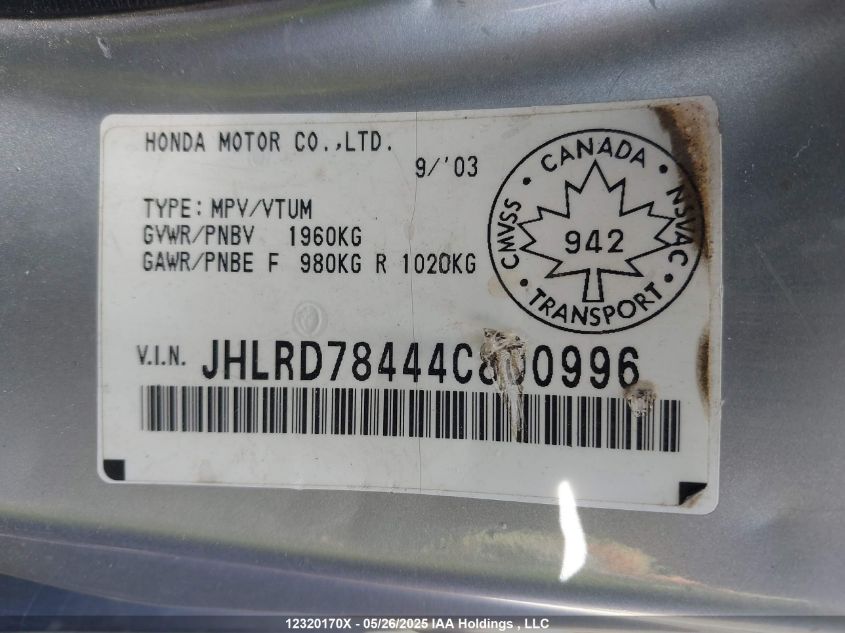 HONDA MOTOR CO.,LTD.
9/'03
TYPE: MPV/VTUM
GVWR/PNBV 1960KG
GAWR/PNBE F 980KG R 1020KG
CMVSS • CANADA • NSVAC • TRANSPORT •
942
V.I.N. JHLRD78444C800996
12320170X - 05/26/2025 IAA Holdings , LLC